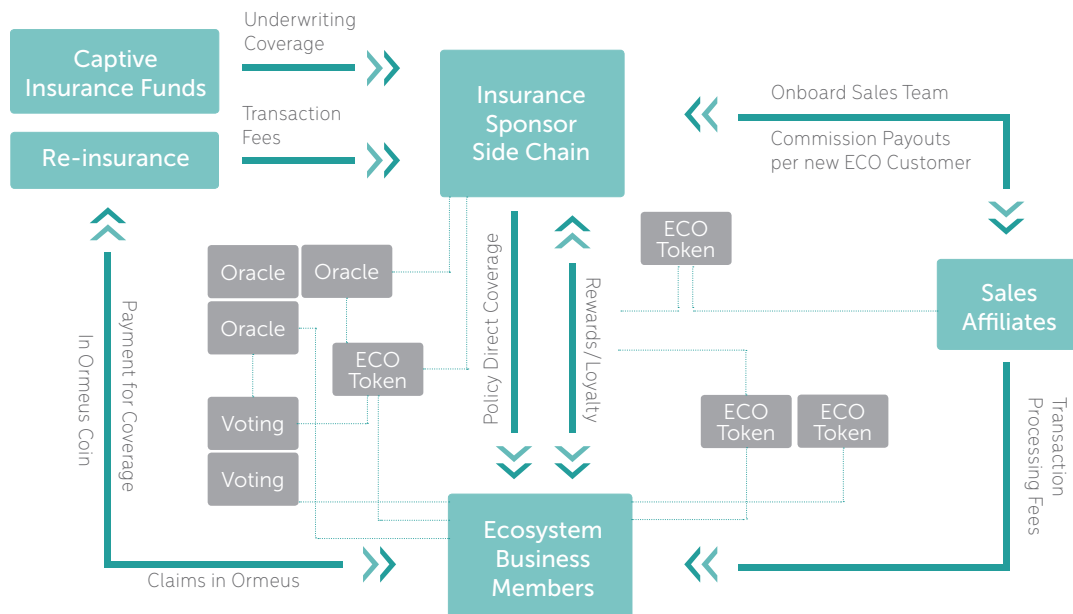 Underwriting
Coverage
Captive
Insurance Funds
Transaction
Fees
Re-insurance
Insurance
Sponsor
Side Chain
Onboard Sales Team
Commission Payouts
per new ECO Customer
ECO
Token
Oracle
Oracle
Oracle
ECO
Token
Voting
Voting
Payment for Coverage
In Ormeus Coin
Policy Direct Coverage
Rewards/Loyalty
Sales
Affiliates
ECO
Token
ECO
Token
Transaction
Processing Fees
Ecosystem
Business
Members
Claims in Ormeus